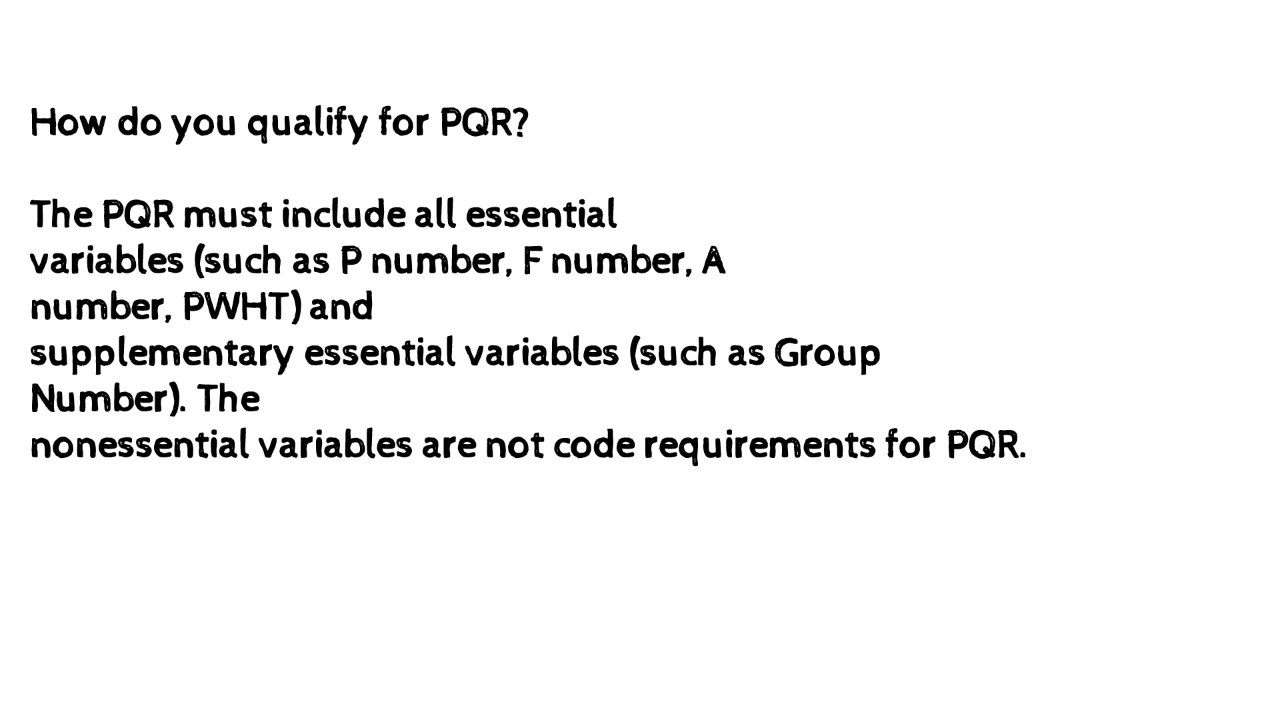 How do you qualify for PQR?
The PQR must include all essential
variables (such as P number, F number, A
number, PWHT) and
supplementary essential variables (such as Group
Number). The
nonessential variables are not code requirements for PQR.